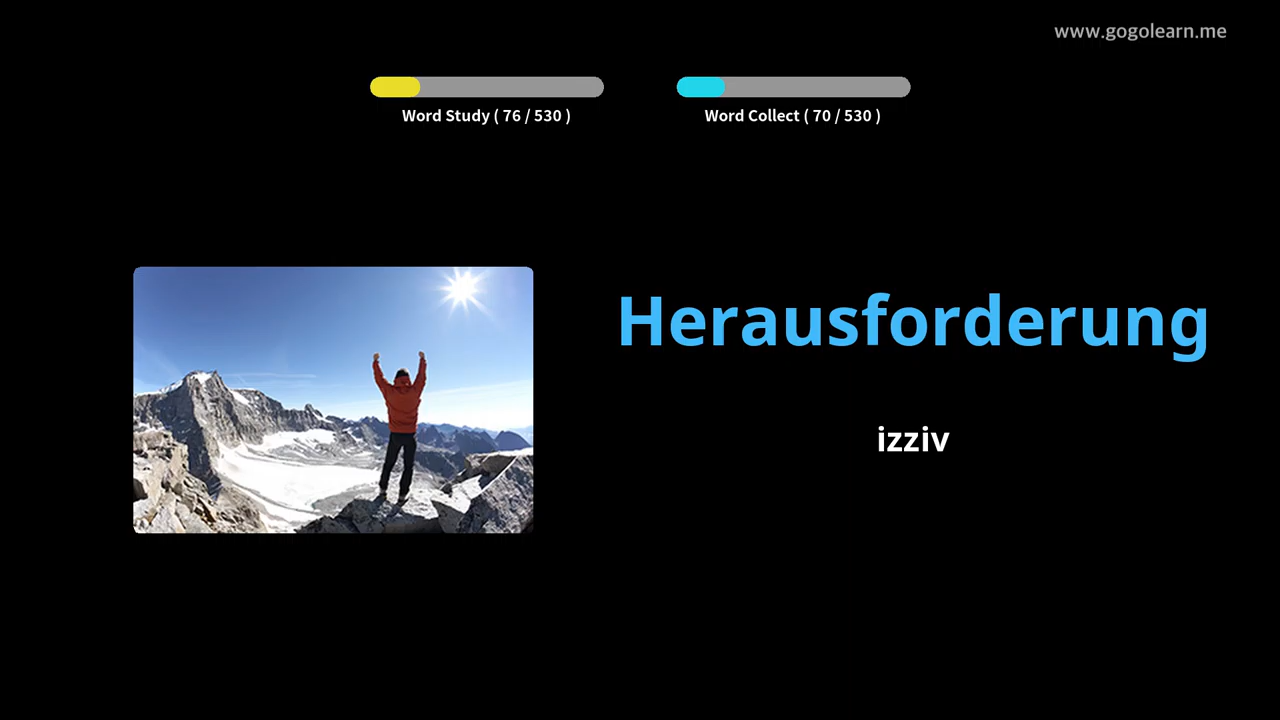 www.gogolearn.me
Word Study ( 76 / 530 )
Word Collect ( 70 / 530 )
Herausforderung
izziv